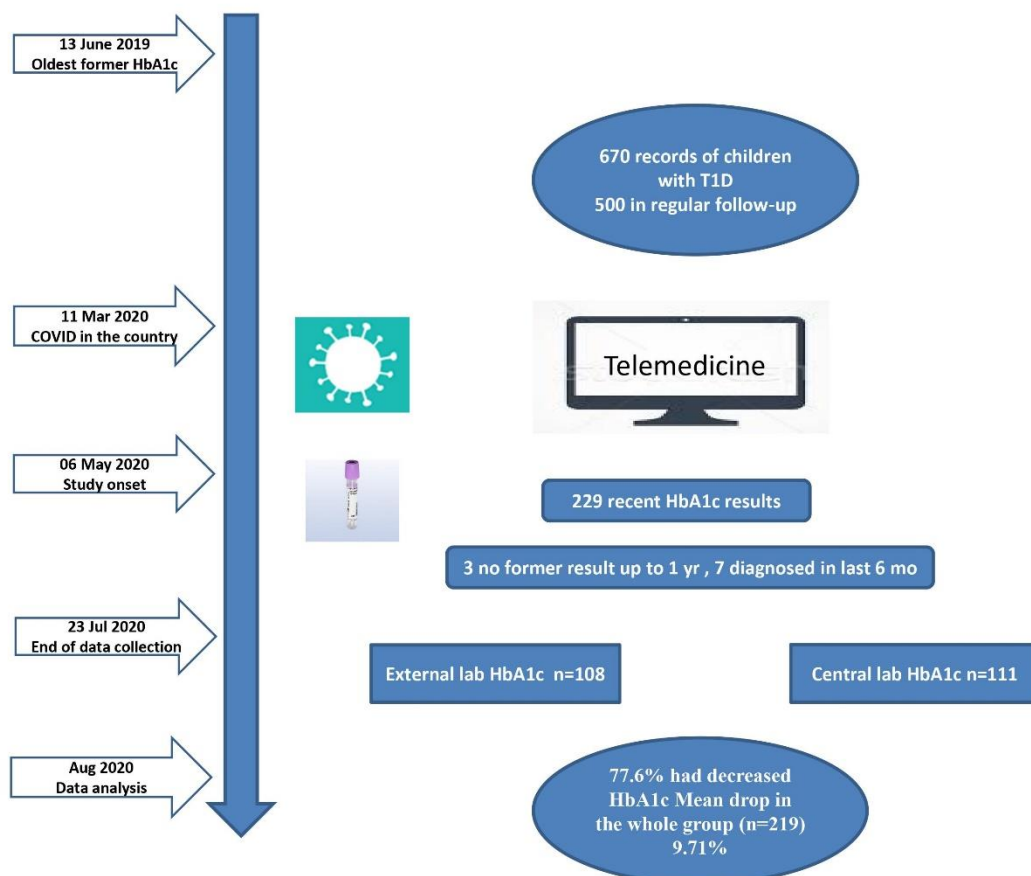 13 June 2019
Oldest former HbA1c
670 records of children
with T1D
500 in regular follow-up
11 Mar 2020
COVID in the country
Telemedicine
06 May 2020
Study onset
229 recent HbA1c results
3 no former result up to 1 yr , 7 diagnosed in last 6 mo
23 Jul 2020
End of data collection
External lab HbA1c n=108
Central lab HbA1c n=111
Aug 2020
Data analysis
77.6% had decreased
HbA1c Mean drop in
the whole group (n=219)
9.71%